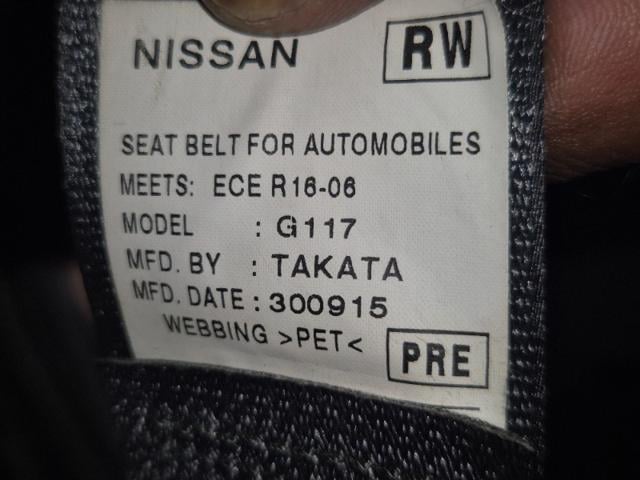 NISSAN RW
SEAT BELT FOR AUTOMOBILES
MEETS: ECE R16-06
MODEL : G117
MFD. BY : TAKATA
MFD. DATE : 300915
WEBBING >PET<
PRE